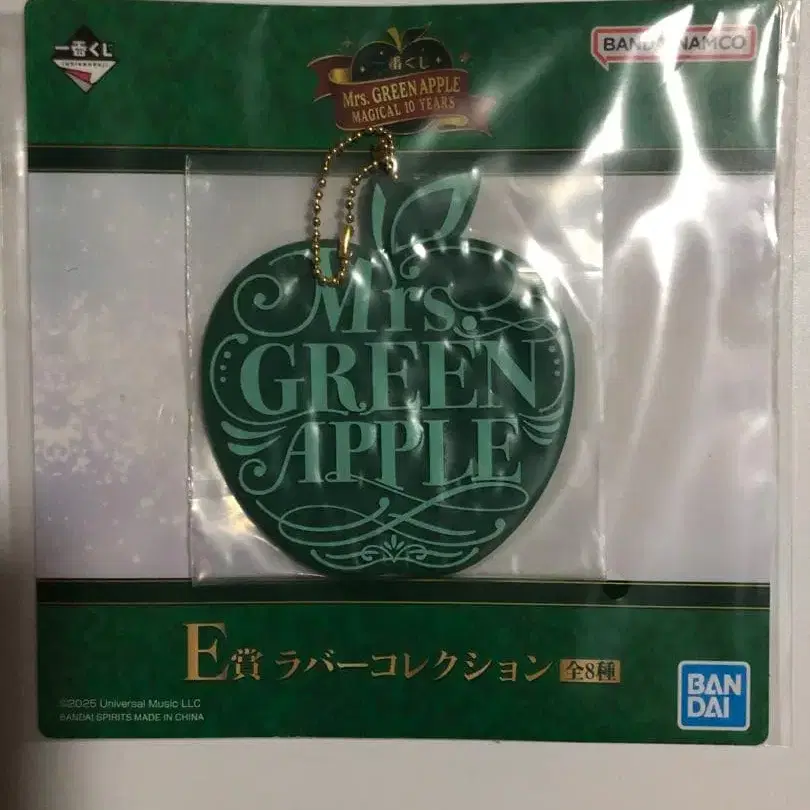 一番くじ
一番くじ
Mrs. GREEN APPLE
MAGICAL 10 YEARS
BANDAI NAMCO
Mrs.
GREEN
APPLE
E賞 ラバーコレクション 全8種
©2025 Universal Music LLC
BANDAI SPIRITS MADE IN CHINA
BAN
DAI